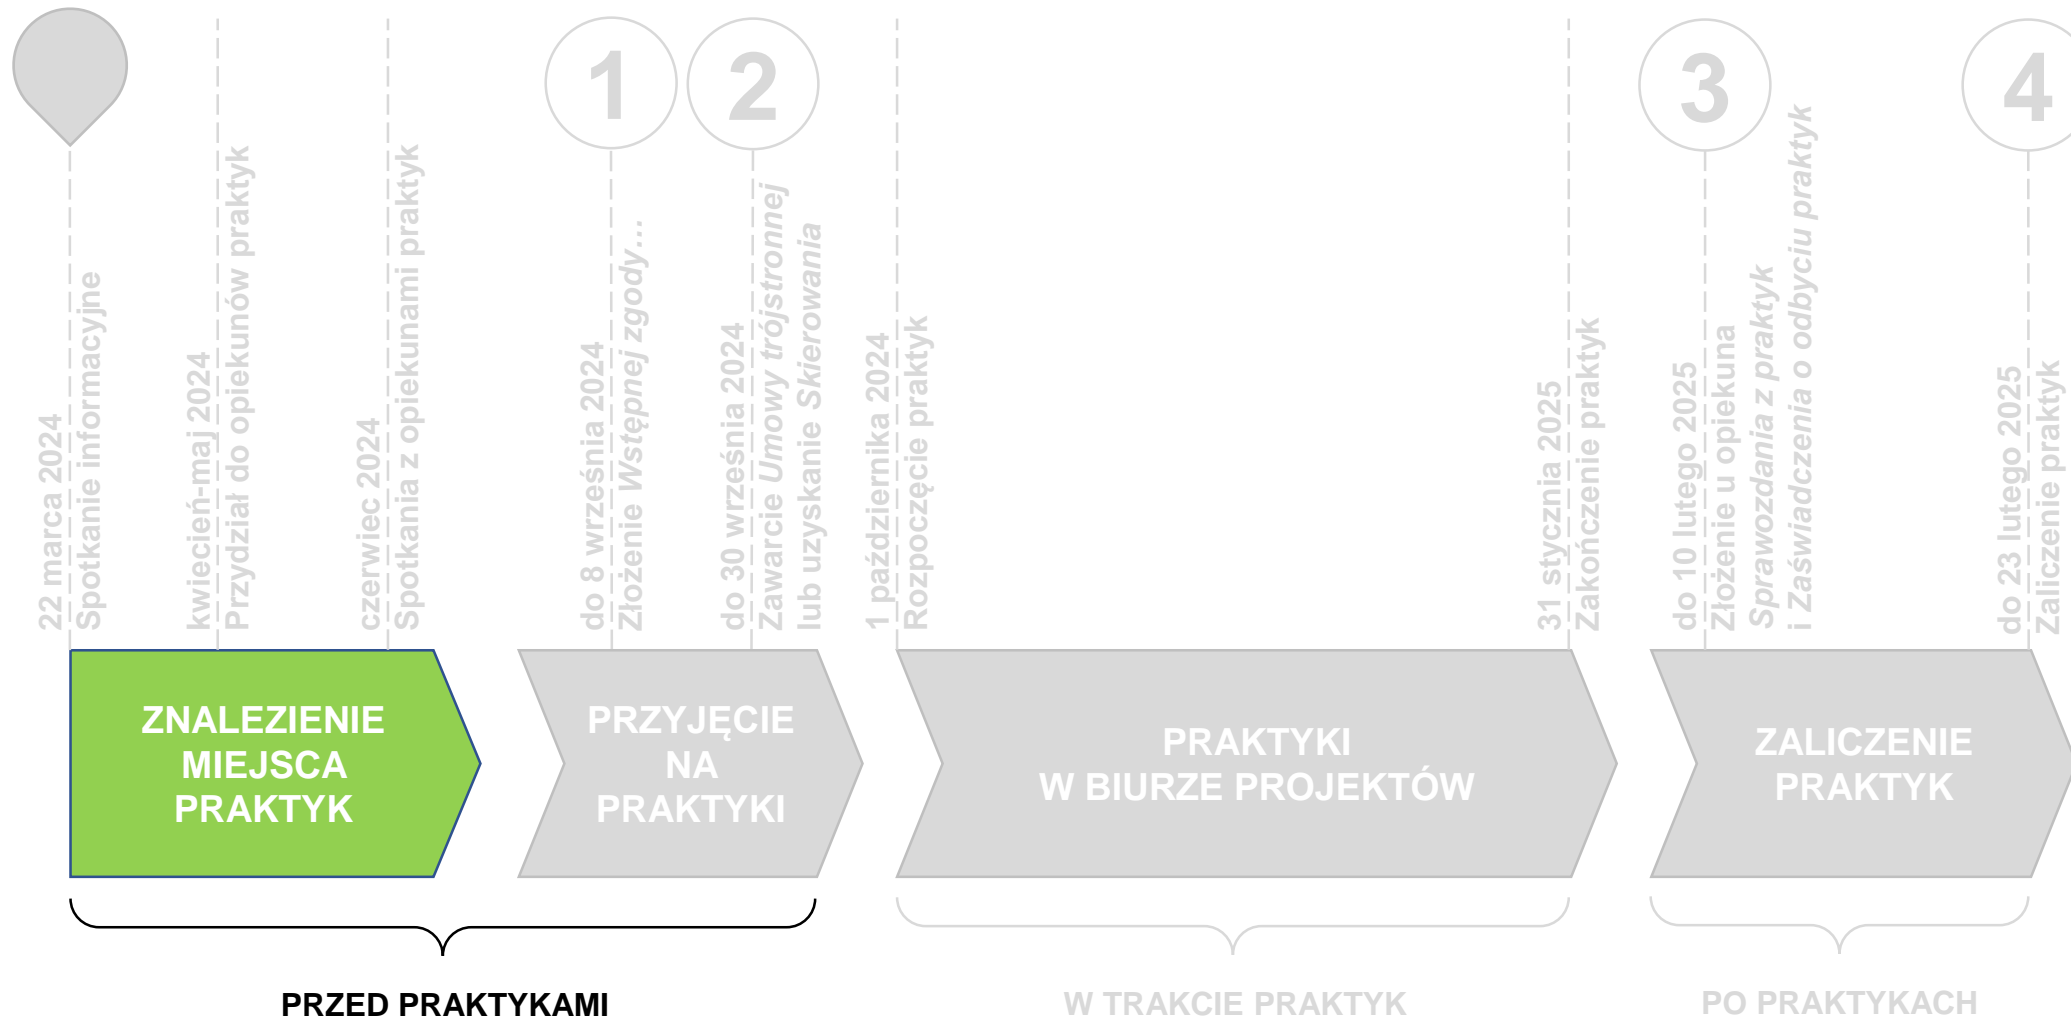 1
2
3
4
22 marca 2024
Spotkanie informacyjne
kwiecień-maj 2024
Przydział do opiekunów praktyk
czerwiec 2024
Spotkania z opiekunami praktyk
do 8 września 2024
Złożenie Wstępnej zgody…
do 30 września 2024
Zawarcie Umowy trójstronnej
lub uzyskanie Skierowania
1 października 2024
Rozpoczęcie praktyk
31 stycznia 2025
Zakończenie praktyk
do 10 lutego 2025
Złożenie u opiekuna
Sprawozdania z praktyk
i Zaświadczenia o odbyciu praktyk
do 23 lutego 2025
Zaliczenie praktyk
ZNALEZIENIE
MIEJSCA
PRAKTYK
PRZYJĘCIE
NA
PRAKTYKI
PRAKTYKI
W BIURZE PROJEKTÓW
ZALICZENIE
PRAKTYK
PRZED PRAKTYKAMI
W TRAKCIE PRAKTYK
PO PRAKTYKACH